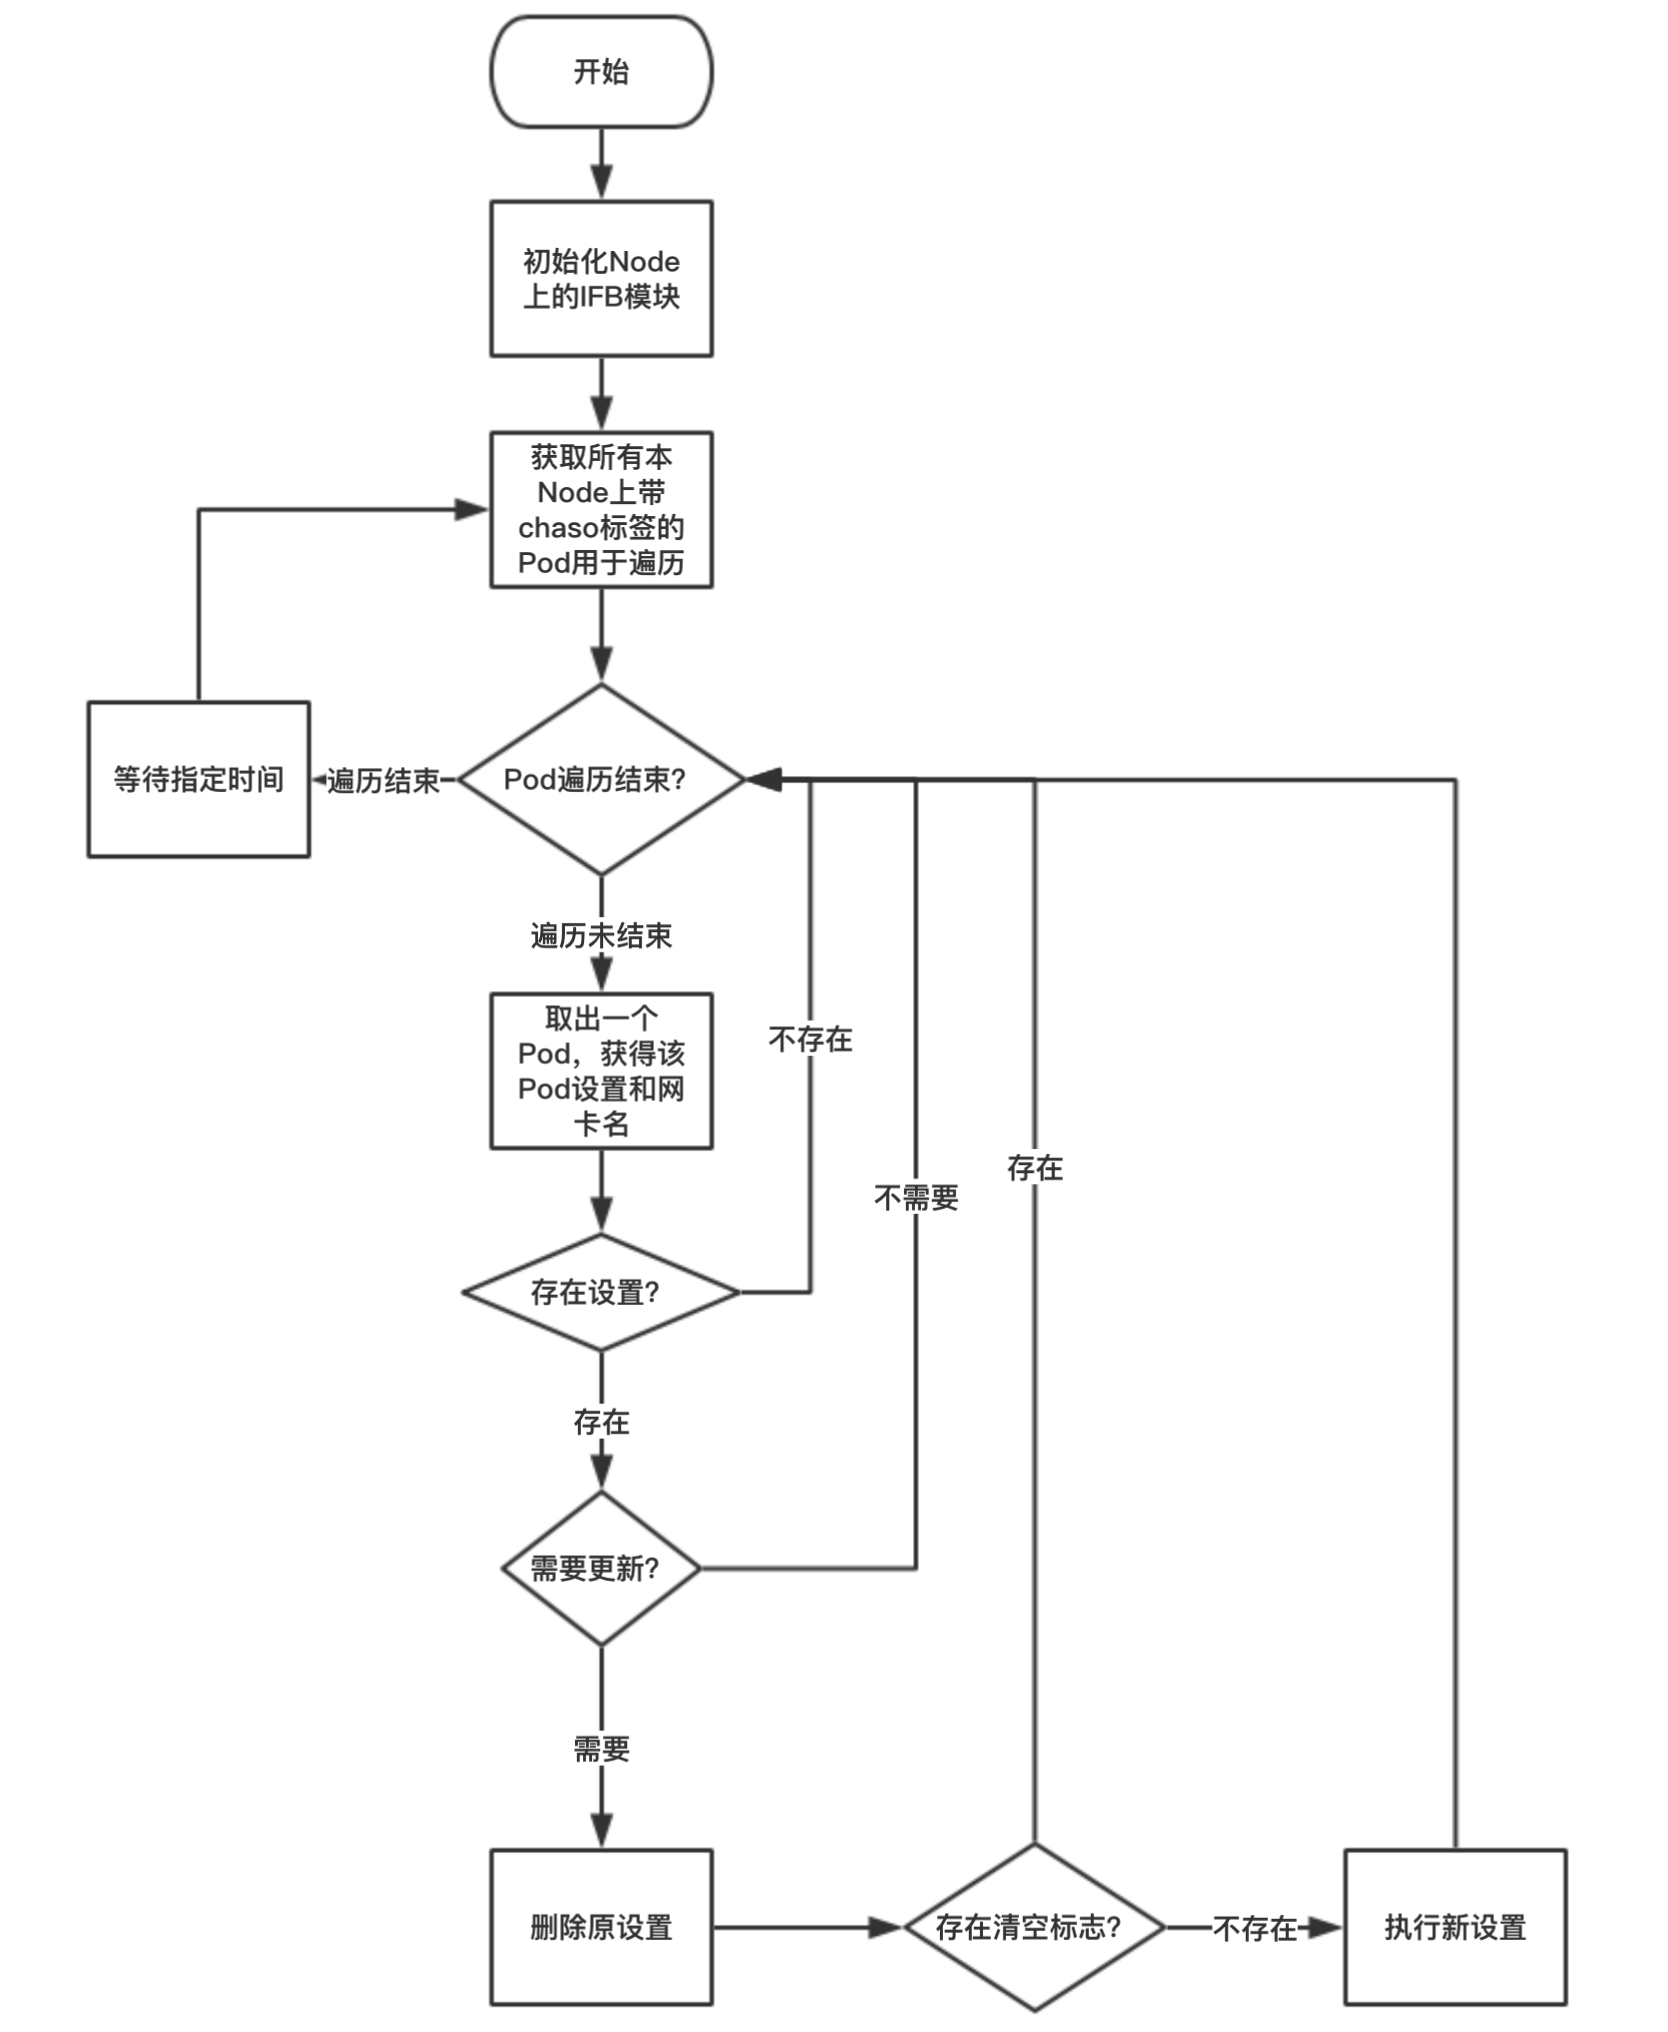 开始
初始化Node
上的IFB模块
获取所有本
Node上带
chaso标签的
Pod用于遍历
等待指定时间
遍历结束
Pod遍历结束?
遍历未结束
取出一个
Pod，获得该
Pod设置和网
卡名
不存在
存在
不需要
存在设置?
存在
需要更新?
需要
删除原设置
存在清空标志?
不存在
执行新设置